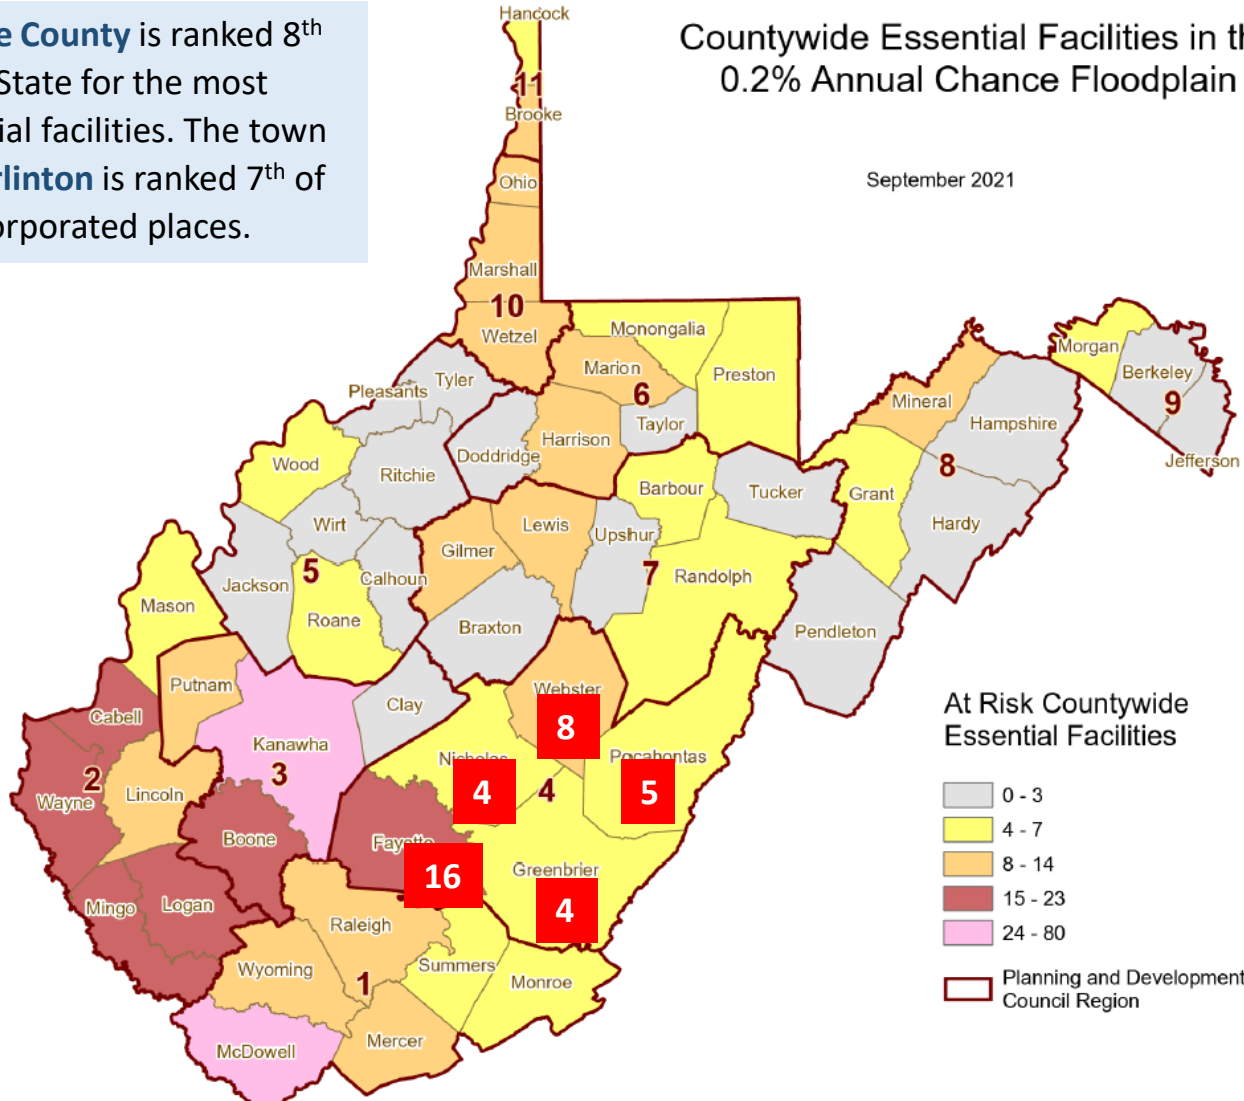 e County is ranked 8th
State for the most
ial facilities. The town
rlinton is ranked 7th of
orporated places.
Countywide Essential Facilities in th
0.2% Annual Chance Floodplain
September 2021
Hancock
11
Brooke
Ohio
Marshall
10
Wetzel
Monongalia
Marion
Preston
6
Taylor
Harrison
Tyler
Pleasants
Doddridge
Ritchie
Wood
Wirt
Morgan
Berkeley
9
Jefferson
Mineral
Hampshire
8
Grant
Hardy
Barbour
Tucker
Lewis
Upshur
Gilmer
7
Randolph
Jackson
5
Calhoun
Roane
Mason
Braxton
Pendleton
Putnam
Clay
Webster
8
Cabell
Kanawha
3
Nicholas
4
4
Pocahontas
5
2
Wayne
Lincoln
Boone
Fayette
16
Greenbrier
4
Mingo
Logan
Raleigh
Wyoming
1
Summers
Monroe
McDowell
Mercer
At Risk Countywide
Essential Facilities
0 - 3
4 - 7
8 - 14
15 - 23
24 - 80
Planning and Development
Council Region